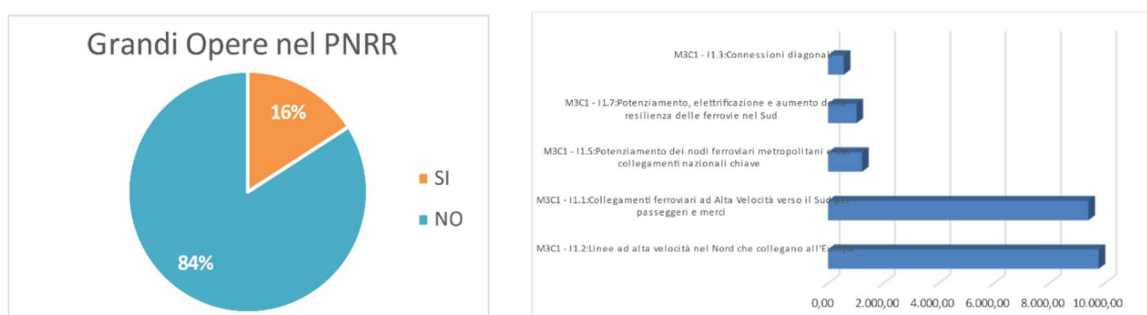 Grandi Opere nel PNRR
16%
84%
SI
NO
M3C1 - I1.3:Connessioni diagonali
M3C1 - I1.7:Potenziamento, elettrificazione e aumento della
resilienza delle ferrovie nel Sud
M3C1 - I1.5:Potenziamento dei nodi ferroviari metropolitani e dei
collegamenti nazionali chiave
M3C1 - I1.1:Collegamenti ferroviari ad Alta Velocità verso il Sud per
passeggeri e merci
M3C1 - I1.2:Linee ad alta velocità nel Nord che collegano all'Europa
0,00 2.000,00 4.000,00 6.000,00 8.000,00 10.000,00